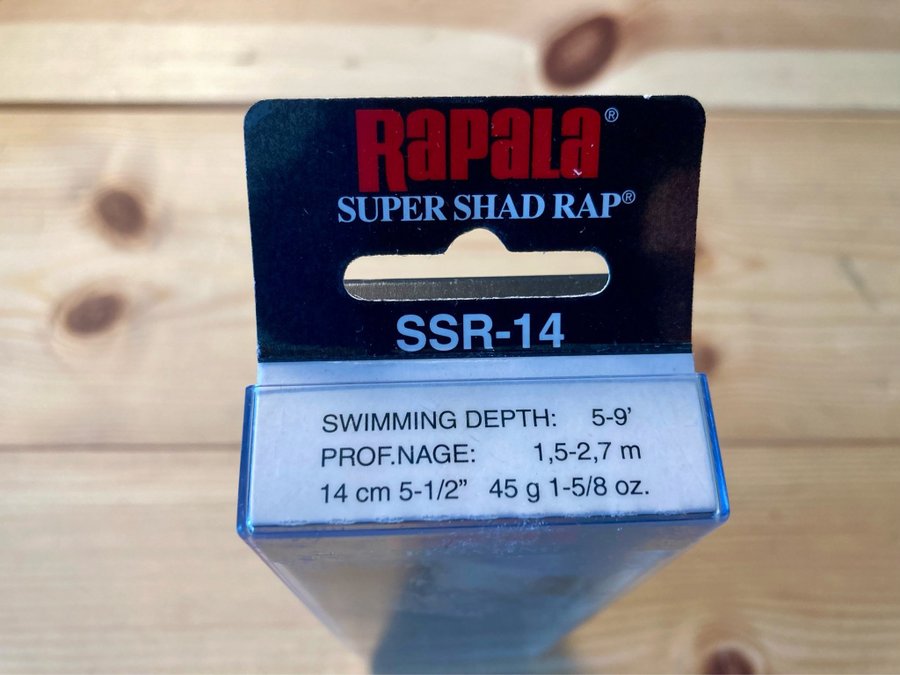 RAPALA®
SUPER SHAD RAP®
SSR-14
SWIMMING DEPTH: 5-9'
PROF.NAGE: 1,5-2,7 m
14 cm 5-1/2" 45 g 1-5/8 oz.